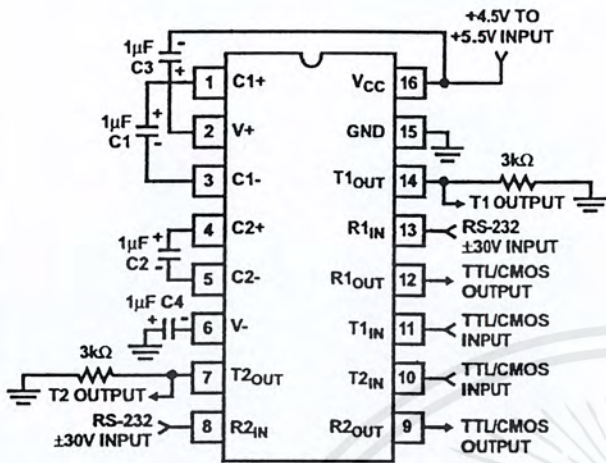 +4.5V TO
+5.5V INPUT
1µF
C3
-
+
1 C1+
VCC 16
+
1µF
C1
-
2 V+
GND 15
3kΩ
3 C1-
T1OUT 14
T1 OUTPUT
4 C2+
R1IN 13
RS-232
±30V INPUT
1µF
C2
+
-
5 C2-
R1OUT 12
TTL/CMOS
OUTPUT
1µF C4
+
-
6 V-
T1IN 11
TTL/CMOS
INPUT
3kΩ
7 T2OUT
T2IN 10
TTL/CMOS
INPUT
T2 OUTPUT
RS-232
±30V INPUT
8 R2IN
R2OUT 9
TTL/CMOS
OUTPUT